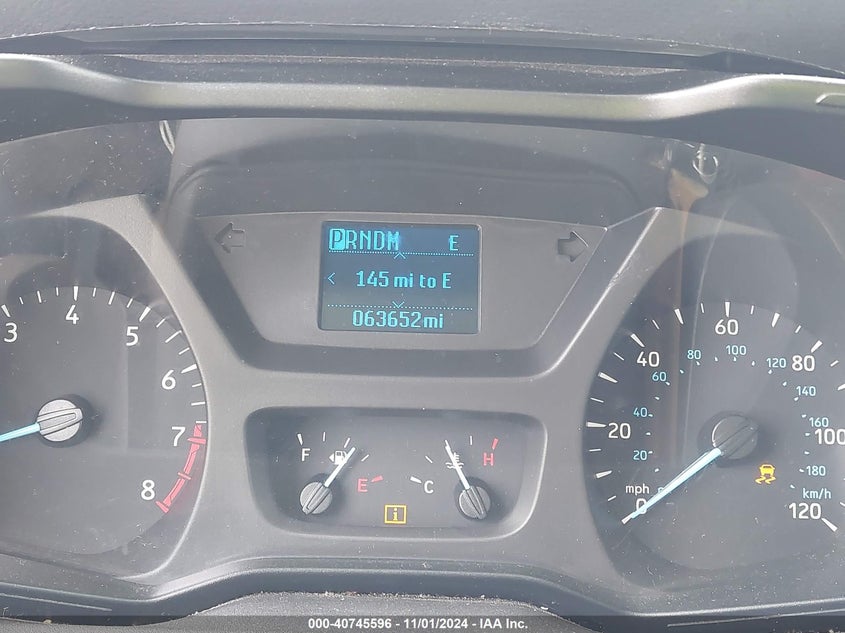 PRNDM E
< 145 mi to E
063652mi
3 4 5 6 7 8
F E
C H
i
0 20 40 60 80 100 120
mph
20 40 60 80 100 120 140 160 180
km/h
000-40745596 - 11/01/2024 - IAA Inc.